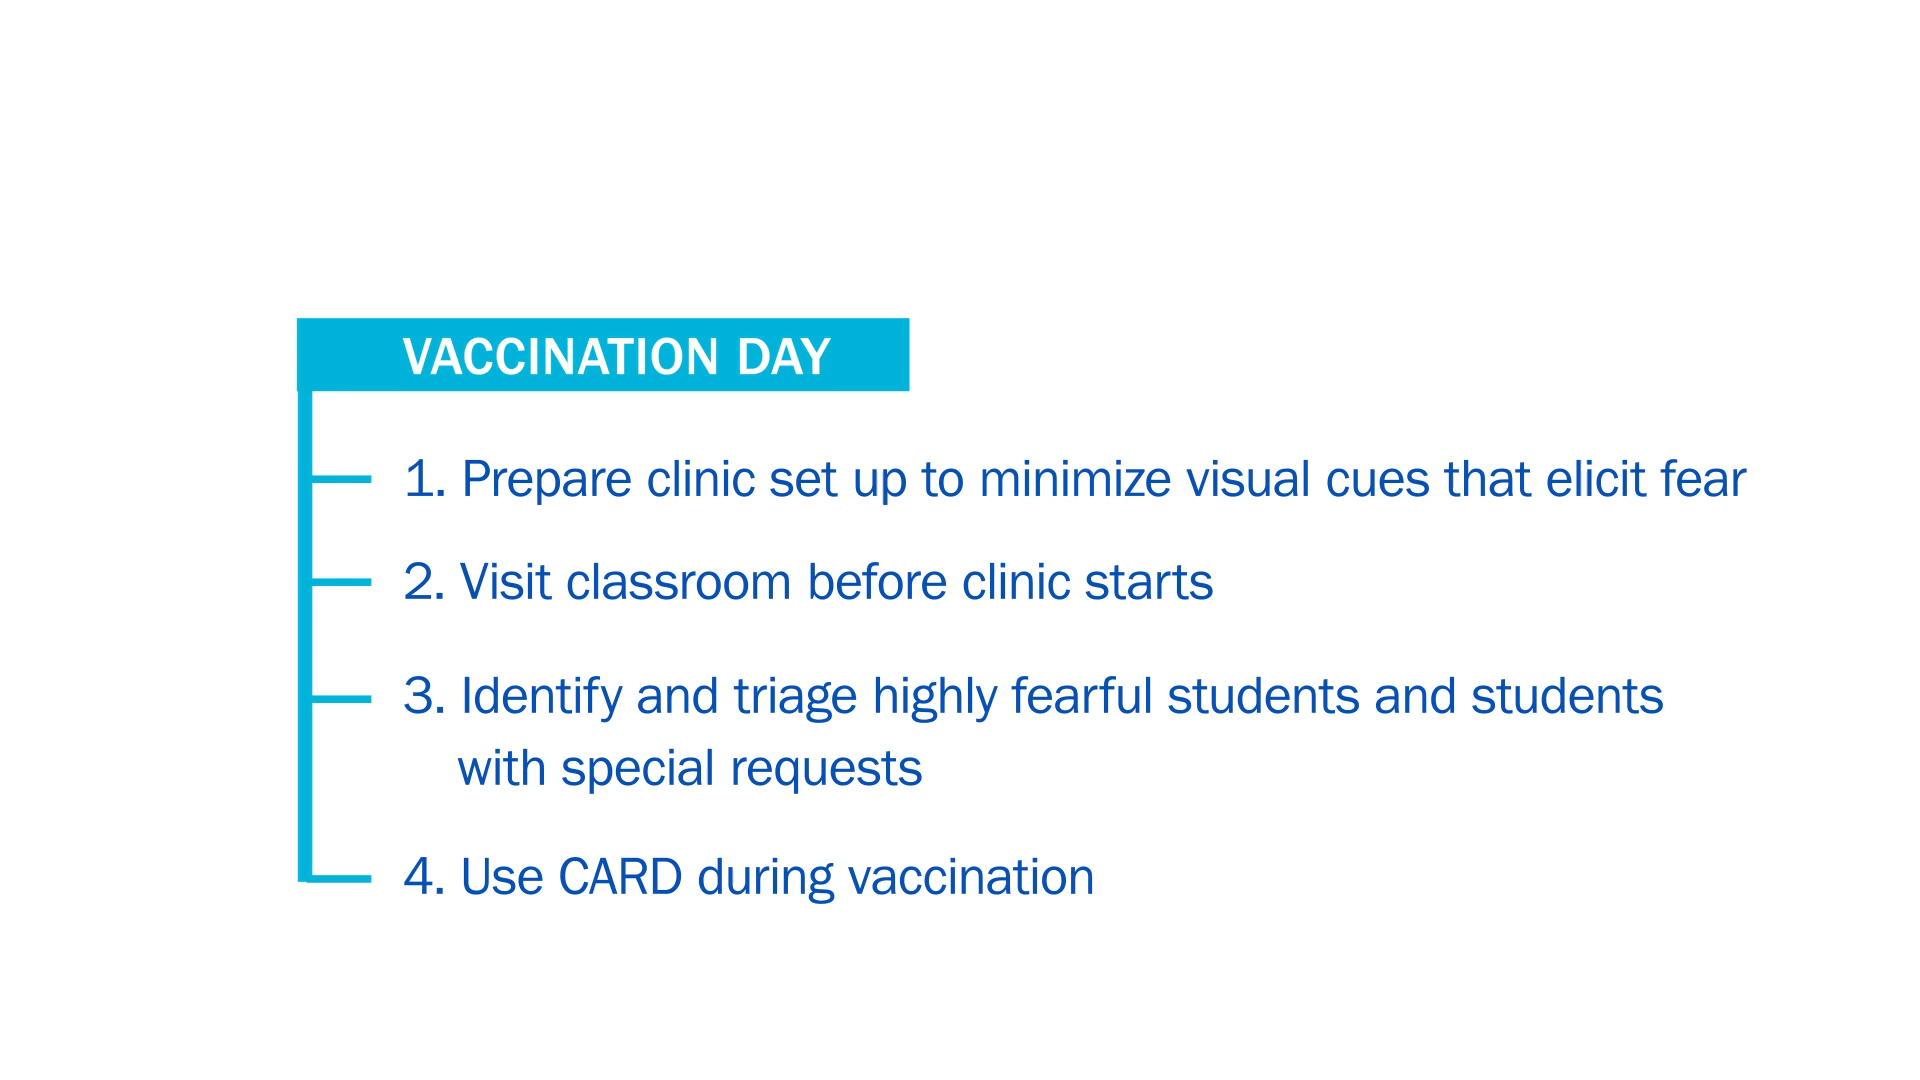 VACCINATION DAY
1. Prepare clinic set up to minimize visual cues that elicit fear
2. Visit classroom before clinic starts
3. Identify and triage highly fearful students and students
with special requests
4. Use CARD during vaccination